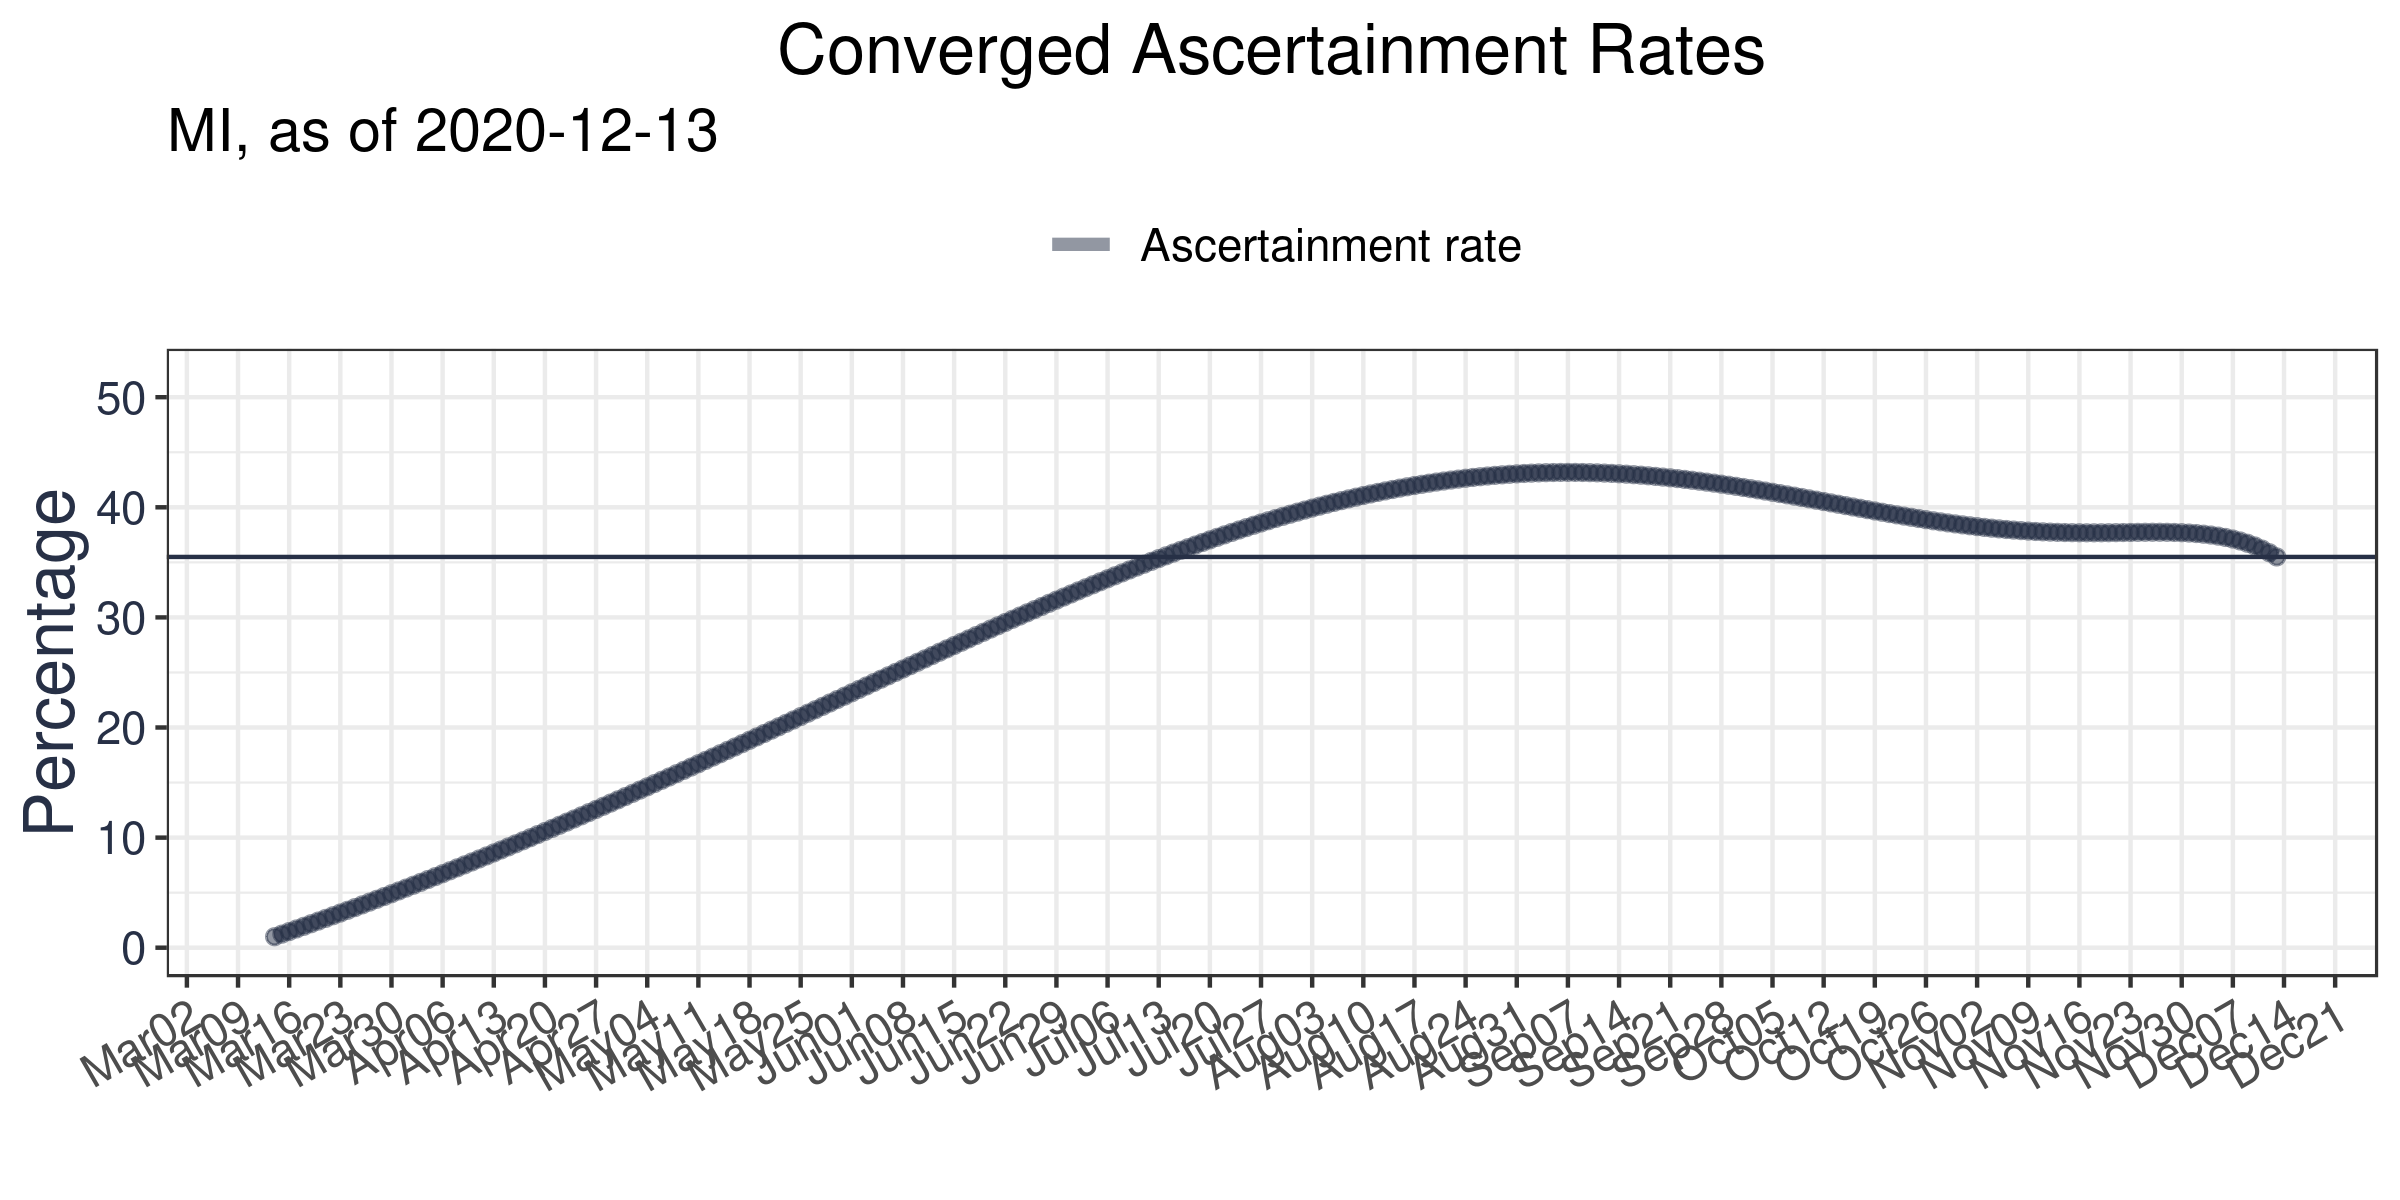 Converged Ascertainment Rates
MI, as of 2020-12-13
Ascertainment rate
Percentage
50
40
30
20
10
0
Mar02
Mar09
Mar16
Mar23
Mar30
Apr06
Apr13
Apr20
Apr27
May04
May11
May18
May25
Jun01
Jun08
Jun15
Jun22
Jun29
Jul06
Jul13
Jul20
Jul27
Aug03
Aug10
Aug17
Aug24
Aug31
Sep07
Sep14
Sep21
Sep28
Oct05
Oct12
Oct19
Oct26
Nov02
Nov09
Nov16
Nov23
Nov30
Dec07
Dec14
Dec21